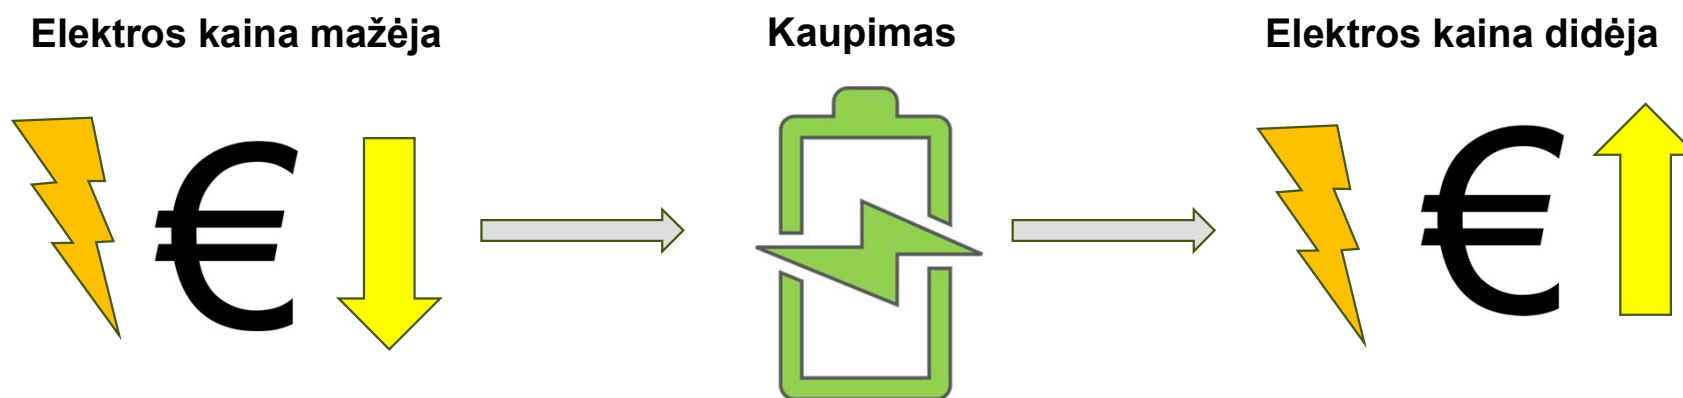 Elektros kaina mažėja
Kaupimas
Elektros kaina didėja
€
€